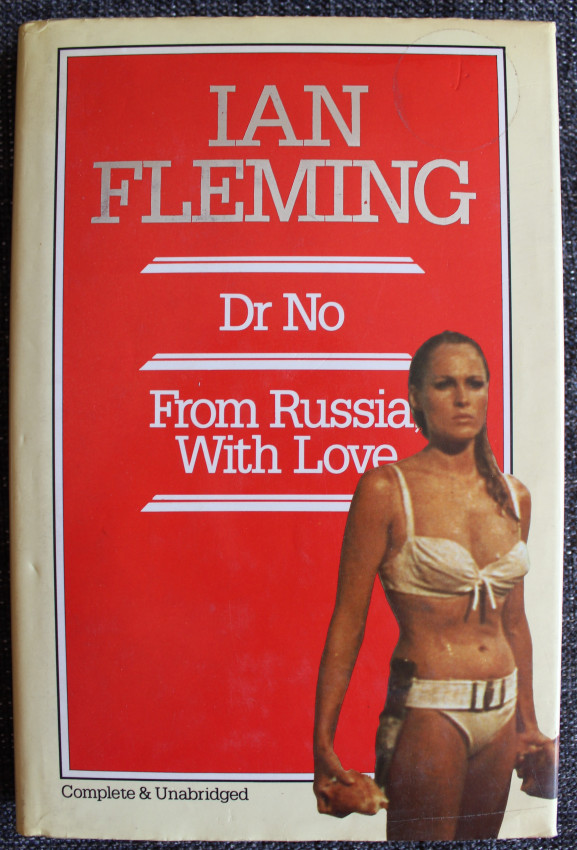 IAN
FLEMING
Dr No
From Russia,
With Love
Complete & Unabridged